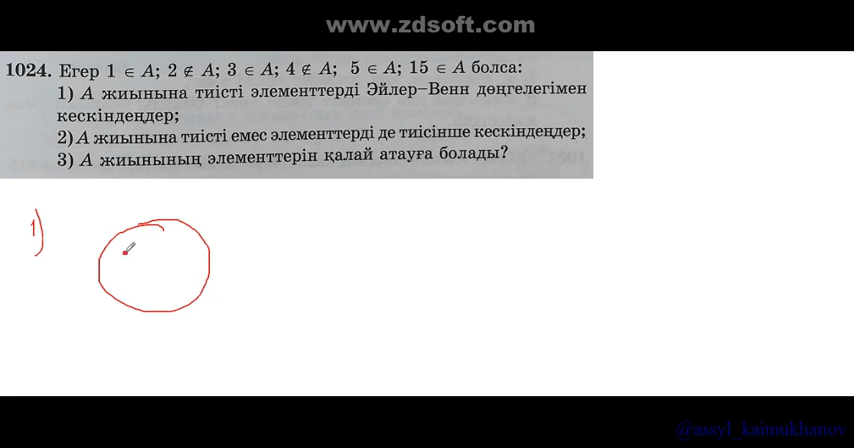 www.zdsoft.com
1024. Егер 1 ∈ A; 2 ∉ A; 3 ∈ A; 4 ∉ A; 5 ∈ A; 15 ∈ A болса:
1) A жиынына тиісті элементтерді Эйлер–Венн дөңгелегімен
кескіндеңдер;
2) A жиынына тиісті емес элементтерді де тиісінше кескіндеңдер;
3) A жиынының элементтерін қалай атауға болады?
1)
@assyl_kaimukhanov